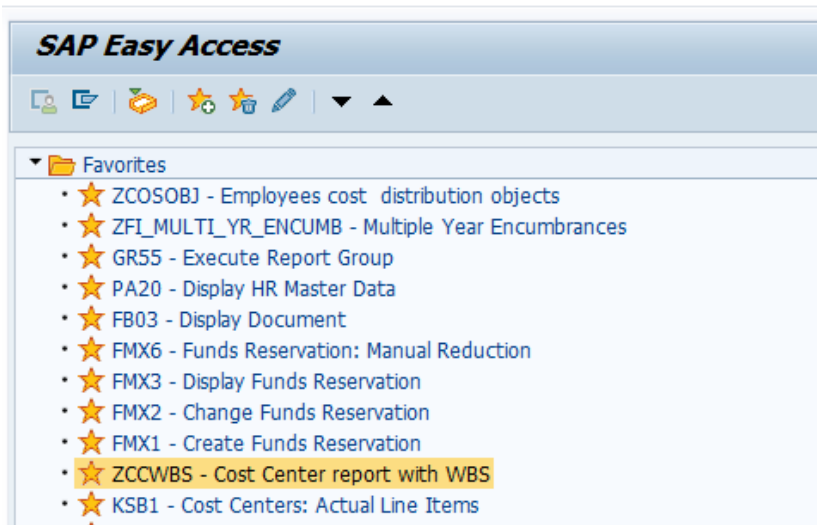 SAP Easy Access
Favorites
ZCOSOBJ - Employees cost distribution objects
ZFI_MULTI_YR_ENCUMB - Multiple Year Encumbrances
GR55 - Execute Report Group
PA20 - Display HR Master Data
FB03 - Display Document
FMX6 - Funds Reservation: Manual Reduction
FMX3 - Display Funds Reservation
FMX2 - Change Funds Reservation
FMX1 - Create Funds Reservation
ZCCWBS - Cost Center report with WBS
KSB1 - Cost Centers: Actual Line Items